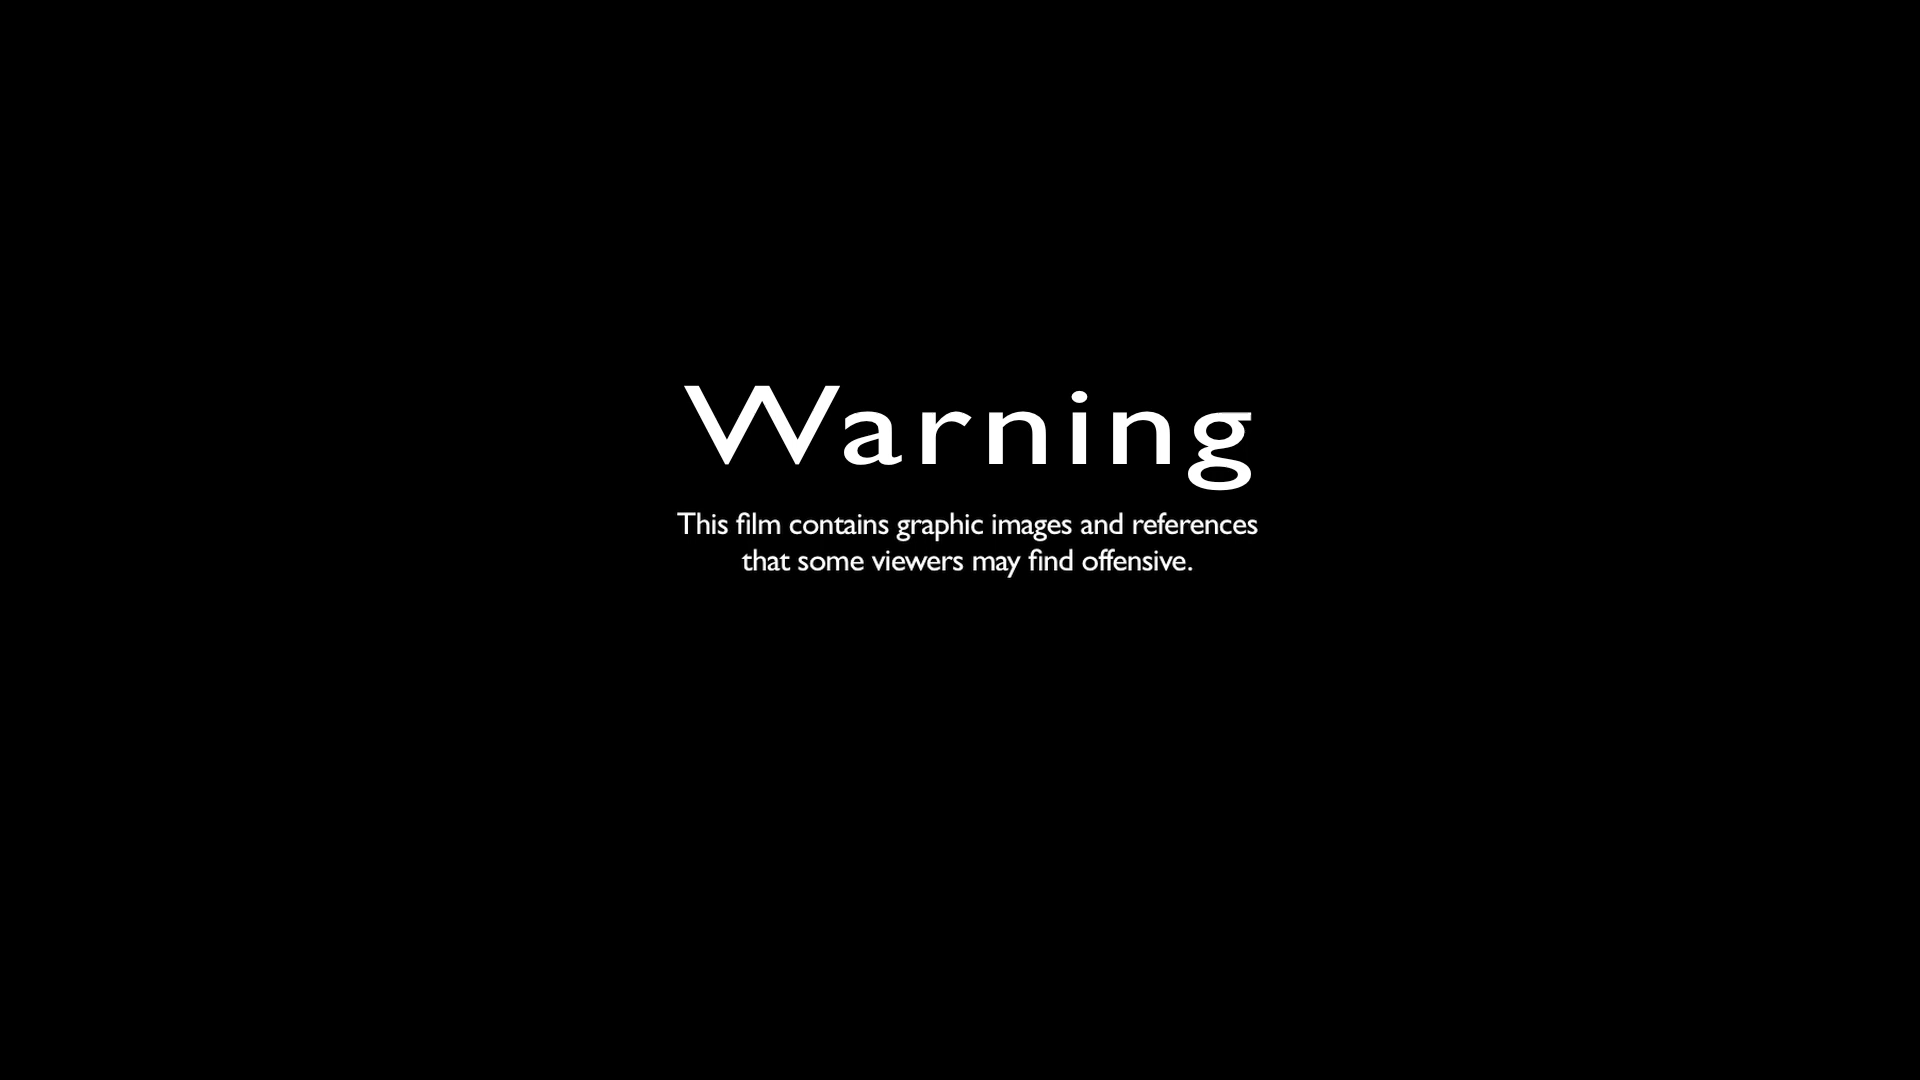 Warning
This film contains graphic images and references
that some viewers may find offensive.